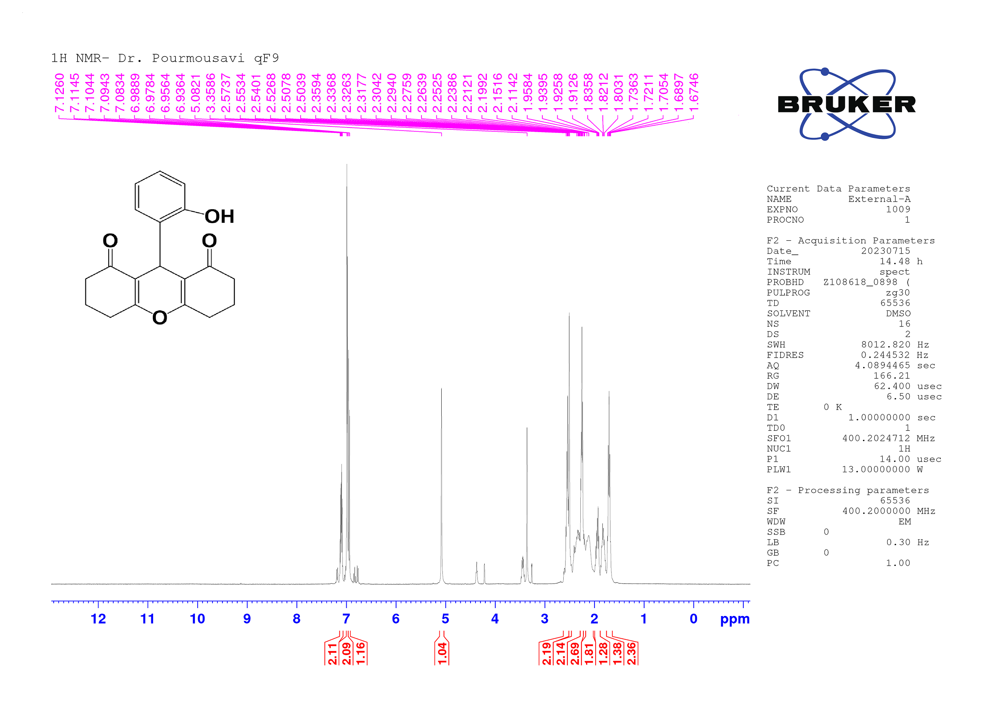 1H NMR- Dr. Pourmousavi qF9
7.1260
7.1145
7.1044
7.0943
7.0834
6.9889
6.9784
6.9564
6.9364
5.0821
3.3586
2.5737
2.5534
2.5401
2.5268
2.5078
2.5039
2.3594
2.3368
2.3263
2.3177
2.3042
2.2940
2.2759
2.2639
2.2525
2.2386
2.2121
2.1992
2.1516
2.1142
1.9584
1.9395
1.9258
1.9126
1.8358
1.8212
1.8031
1.7363
1.7211
1.7054
1.6897
1.6746
BRUKER
OH
O O
O
Current Data Parameters
NAME External-A
EXPNO 1009
PROCNO 1
F2 - Acquisition Parameters
Date_ 20230715
Time 14.48 h
INSTRUM spect
PROBHD Z108618_0898 (
PULPROG zg30
TD 65536
SOLVENT DMSO
NS 16
DS 2
SWH 8012.820 Hz
FIDRES 0.244532 Hz
AQ 4.0894465 sec
RG 166.21
DW 62.400 usec
DE 6.50 usec
TE 0 K
D1 1.00000000 sec
TD0 1
SFO1 400.2024712 MHz
NUC1 1H
P1 14.00 usec
PLW1 13.00000000 W
F2 - Processing parameters
SI 65536
SF 400.2000000 MHz
WDW EM
SSB 0
LB 0.30 Hz
GB 0
PC 1.00
12 11 10 9 8 7 6 5 4 3 2 1 0 ppm
2.11
2.09
1.16
1.04
2.19
2.14
2.69
1.81
1.28
1.38
2.36